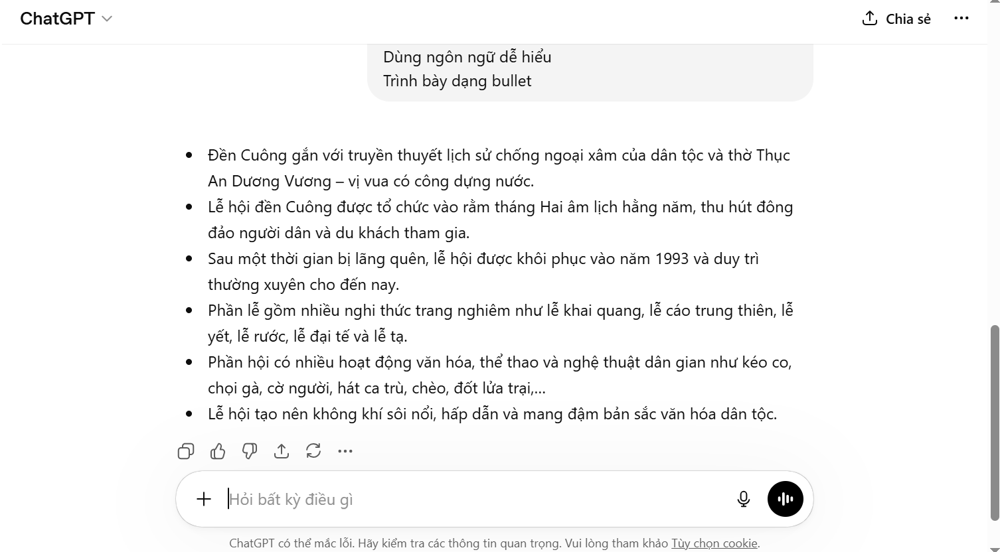 ChatGPT
Chia sẻ
Dùng ngôn ngữ dễ hiểu
Trình bày dạng bullet
Đền Cuông gắn với truyền thuyết lịch sử chống ngoại xâm của dân tộc và thờ Thục
An Dương Vương – vị vua có công dựng nước.
Lễ hội đền Cuông được tổ chức vào rằm tháng Hai âm lịch hằng năm, thu hút đông
đảo người dân và du khách tham gia.
Sau một thời gian bị lãng quên, lễ hội được khôi phục vào năm 1993 và duy trì
thường xuyên cho đến nay.
Phần lễ gồm nhiều nghi thức trang nghiêm như lễ khai quang, lễ cáo trung thiên, lễ
yết, lễ rước, lễ đại tế và lễ tạ.
Phần hội có nhiều hoạt động văn hóa, thể thao và nghệ thuật dân gian như kéo co,
chọi gà, cờ người, hát ca trù, chèo, đốt lửa trại,...
Lễ hội tạo nên không khí sôi nổi, hấp dẫn và mang đậm bản sắc văn hóa dân tộc.
Hỏi bất kỳ điều gì
ChatGPT có thể mắc lỗi. Hãy kiểm tra các thông tin quan trọng. Vui lòng tham khảo Tùy chọn cookie.